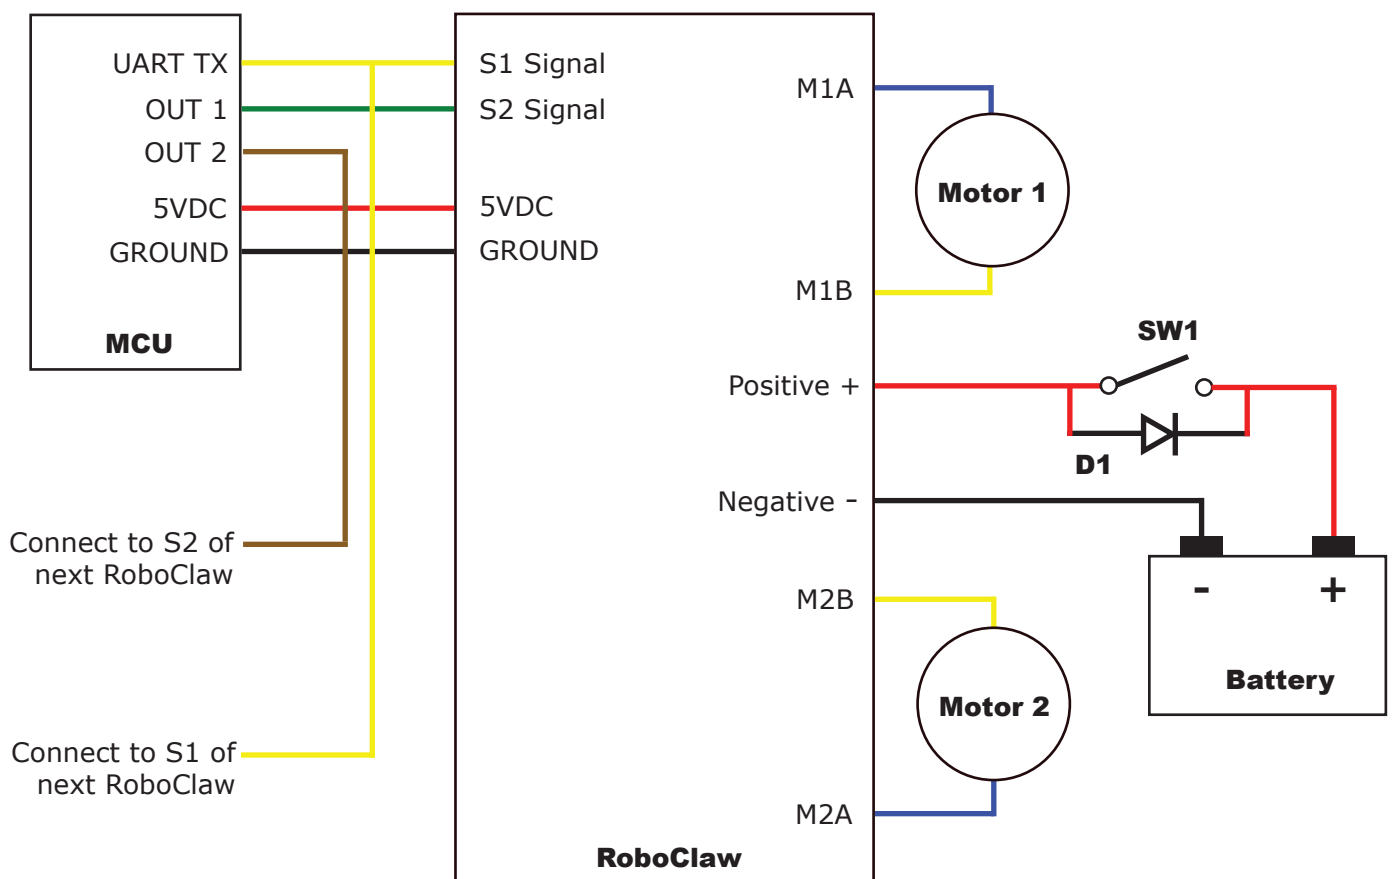 UART TX
OUT 1
OUT 2
5VDC
GROUND
MCU
Connect to S2 of
next RoboClaw
Connect to S1 of
next RoboClaw
S1 Signal
S2 Signal
5VDC
GROUND
M1A
M1B
Positive +
Negative -
M2B
M2A
RoboClaw
Motor 1
SW1
D1
- +
Battery
Motor 2